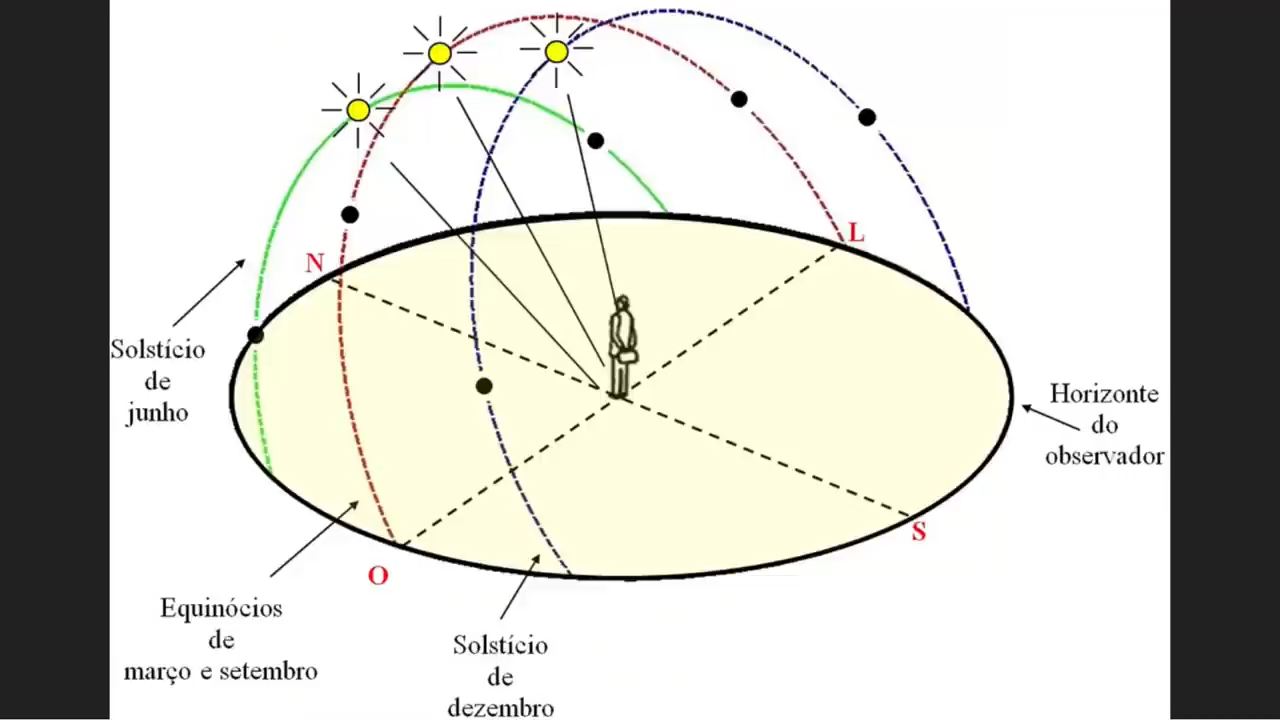 L
N
Solstício
de
junho
Horizonte
do
observador
S
O
Equinócios
de
março e setembro
Solstício
de
dezembro